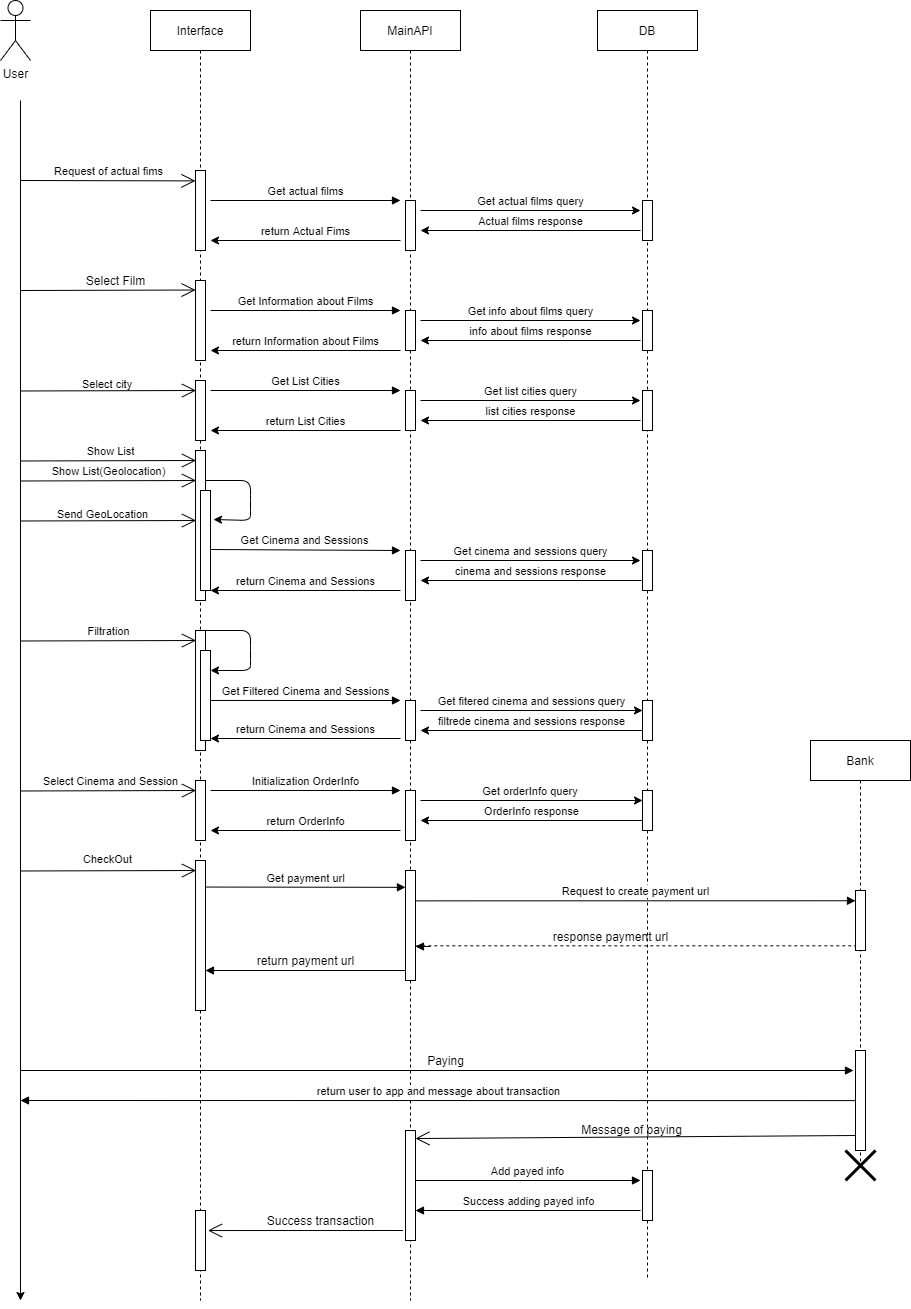 User
Interface
MainAPI
DB
Request of actual fims
Get actual films
Get actual films query
Actual films response
return Actual Fims
Select Film
Get Information about Films
Get info about films query
info about films response
return Information about Films
Select city
Get List Cities
Get list cities query
list cities response
return List Cities
Show List
Show List(Geolocation)
Send GeoLocation
Get Cinema and Sessions
Get cinema and sessions query
cinema and sessions response
return Cinema and Sessions
Filtration
Get Filtered Cinema and Sessions
Get fitered cinema and sessions query
filtrede cinema and sessions response
return Cinema and Sessions
Bank
Select Cinema and Session
Initialization OrderInfo
Get orderInfo query
OrderInfo response
return OrderInfo
CheckOut
Get payment url
Request to create payment url
response payment url
return payment url
Paying
return user to app and message about transaction
Message of paying
Add payed info
Success adding payed info
Success transaction